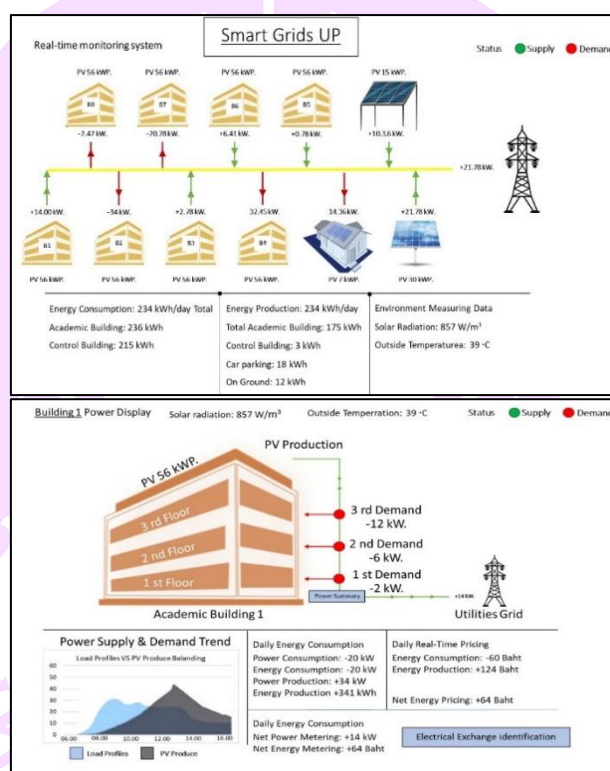 Smart Grids UP
Real-time monitoring system
Status Supply Demand
PV 56 kWP. PV 56 kWP. PV 56 kWP. PV 56 kWP. PV 15 kWP.
B8 B7 B6 B5
-2.47 kW. -20.78 kW. +6.41 kW. +0.78 kW. +10.3.6 kW.
+21.78 kW.
+14.00 kW. -34 kW. +2.78 kW. 32.45 kW. 14.36 kW. +21.78 kW.
B1 B2 B3 B4
PV 56 kWP. PV 56 kWP. PV 56 kWP. PV 56 kWP. PV 7 kWP. PV 30 kWP.
Energy Consumption: 234 kWh/day Total
Academic Building: 236 kWh
Control Building: 215 kWh
Energy Production: 234 kWh/day
Total Academic Building: 175 kWh
Control Building: 3 kWh
Car parking: 18 kWh
On Ground: 12 kWh
Environment Measuring Data
Solar Radiation: 857 W/m³
Outside Temperaturea: 39 °C
Building 1 Power Display Solar radiation: 857 W/m³ Outside Temperration: 39 °C Status Supply Demand
PV Production
PV 56 kWP.
3 rd Floor
2 nd Floor
1 st Floor
3 rd Demand
-12 kW.
2 nd Demand
-6 kW.
1 st Demand
-2 kW.
Power Summary
+14 kW
Academic Building 1
Utilities Grid
Power Supply & Demand Trend
Load Profiles VS PV Produce Balanding
60
50
40
30
20
10
0
06.00 08.00 10.00 12.00 14.00 16.00
Load Profiles PV Produce
Daily Energy Consumption
Power Consumption: -20 kW
Energy Consumption: -20 kW
Power Production: +34 kW
Energy Production +341 kWh
Daily Real-Time Pricing
Energy Consumption: -60 Baht
Energy Production: +124 Baht
Net Energy Pricing: +64 Baht
Daily Energy Consumption
Net Power Metering: +14 kW
Net Energy Metering: +64 Baht
Electrical Exchange identification